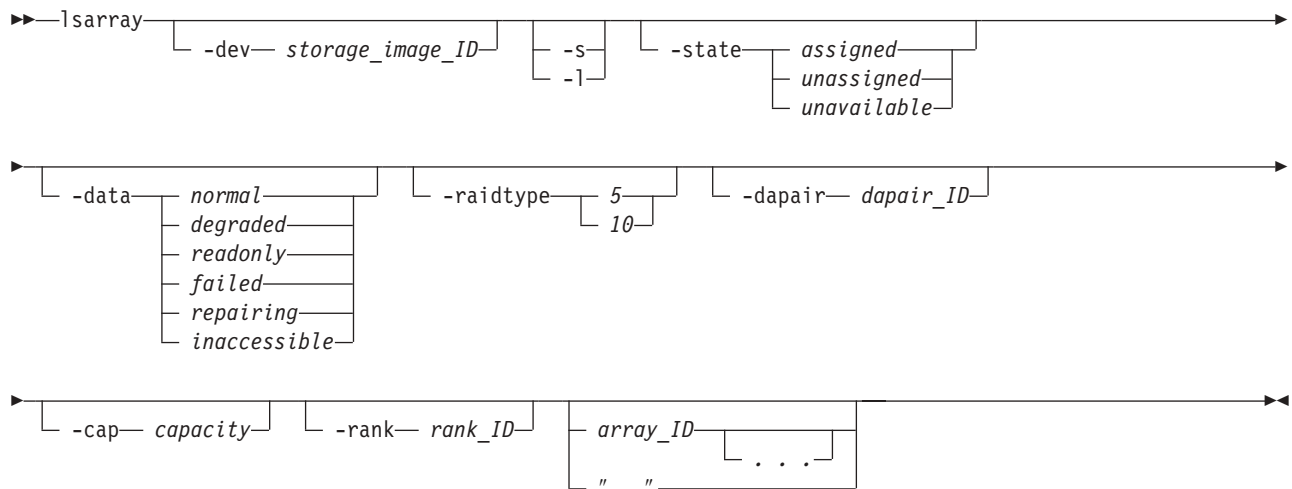 lsarray
-dev storage_image_ID
-s
-l
-state assigned
unassigned
unavailable
-data normal
degraded
readonly
failed
repairing
inaccessible
-raidtype 5
10
-dapair dapair_ID
-cap capacity
-rank rank_ID
array_ID
. . .
" "